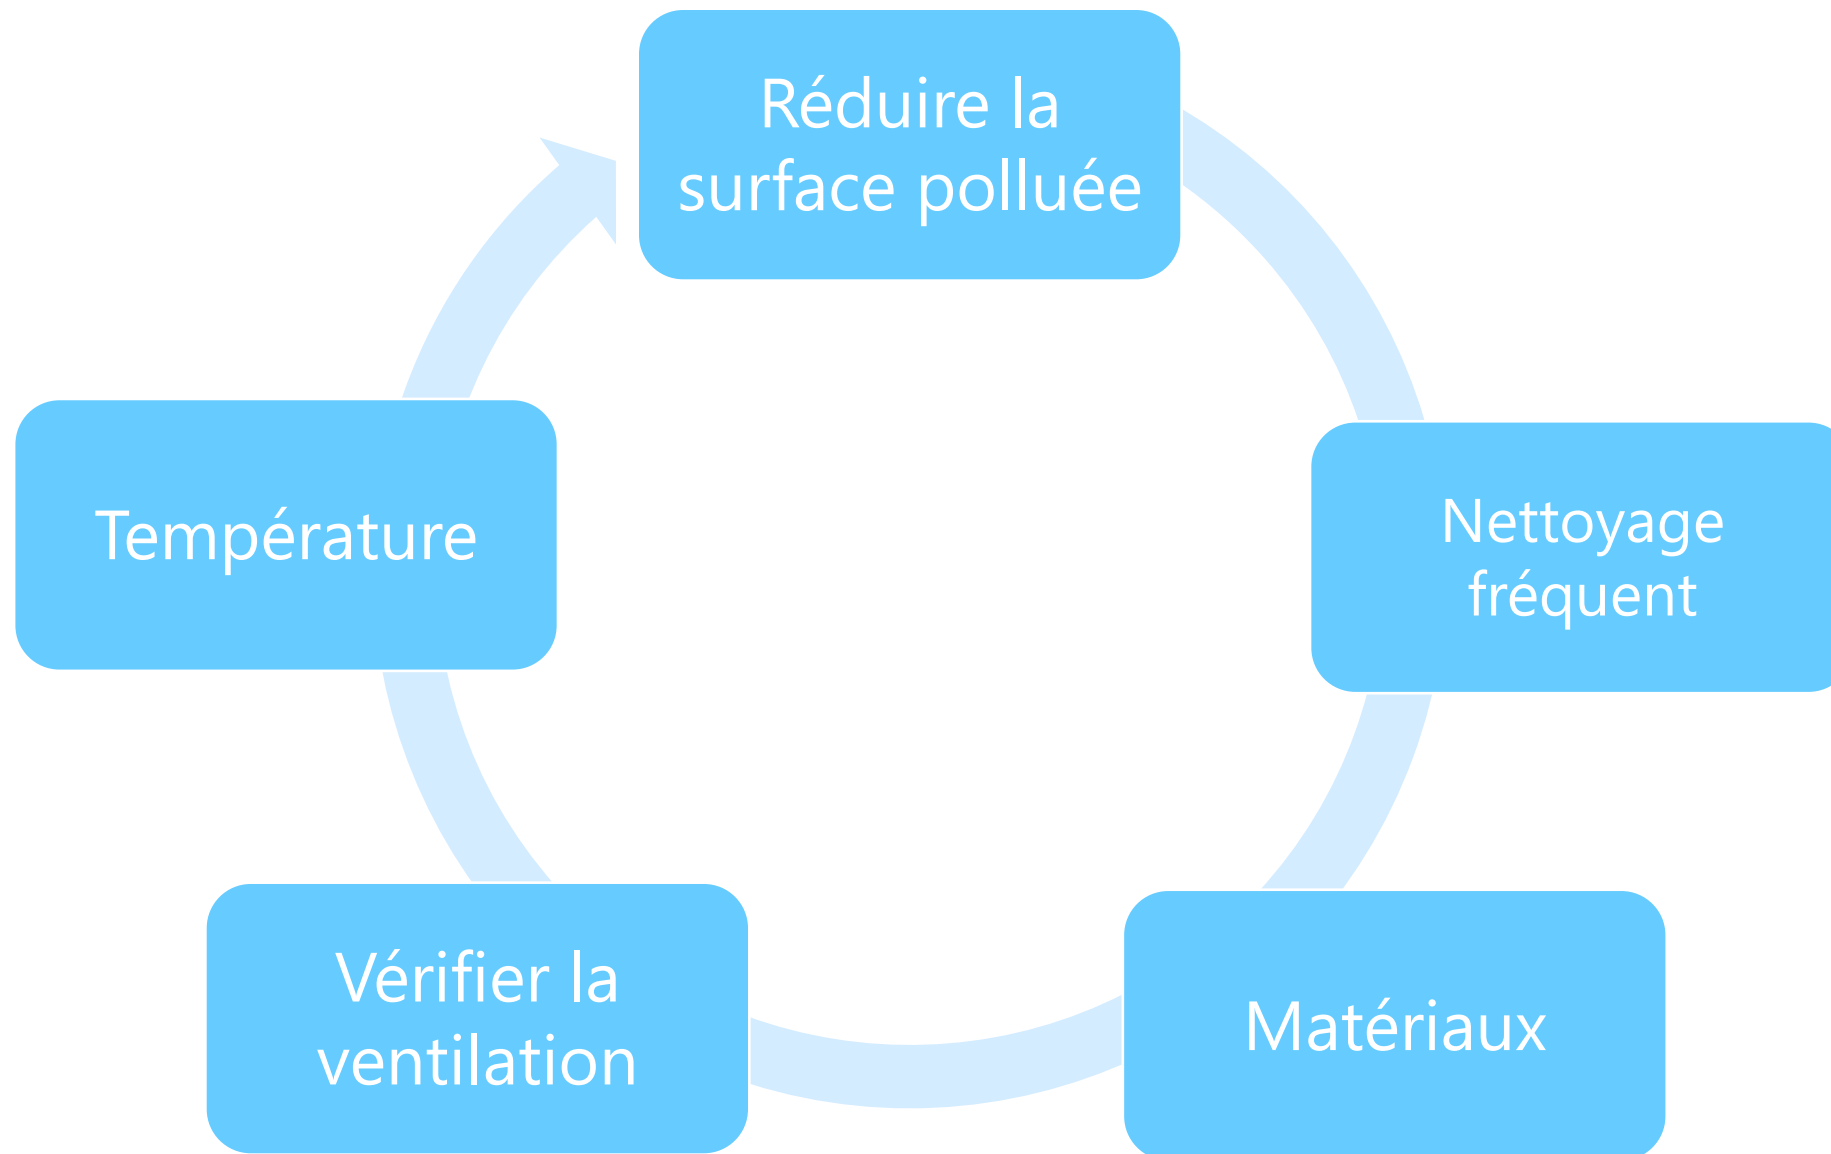 Réduire la
surface polluée
Nettoyage
fréquent
Matériaux
Vérifier la
ventilation
Température